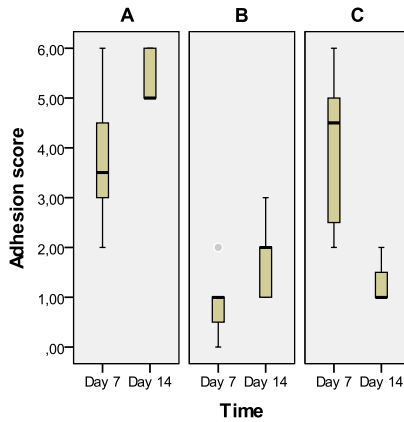 A B C
Adhesion score
6,00
5,00
4,00
3,00
2,00
1,00
,00
Day 7 Day 14 Day 7 Day 14 Day 7 Day 14
Time